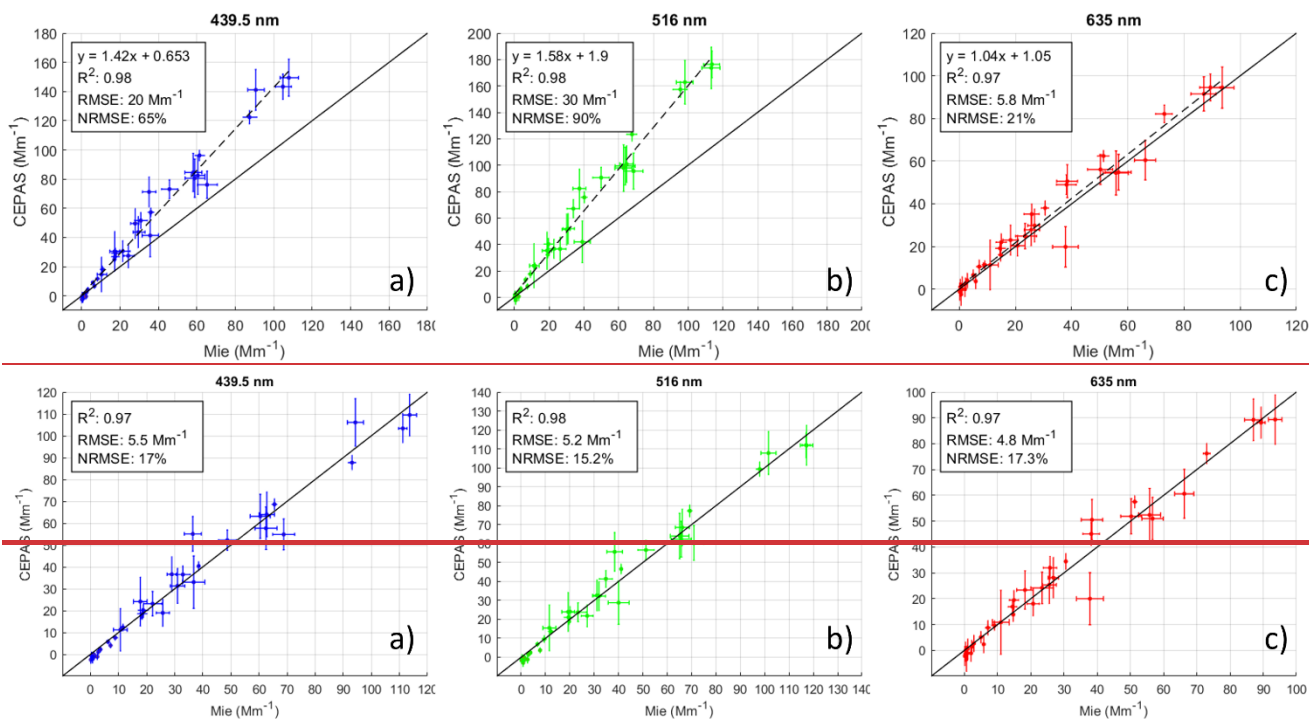 439.5 nm
y = 1.42x + 0.653
R²: 0.98
RMSE: 20 Mm⁻¹
NRMSE: 65%
180
160
140
120
100
80
60
40
20
0
CEPAS (Mm⁻¹)
a)
0 20 40 60 80 100 120 140 160 18
Mie (Mm⁻¹)
516 nm
y = 1.58x + 1.9
R²: 0.98
RMSE: 30 Mm⁻¹
NRMSE: 90%
200
180
160
140
120
100
80
60
40
20
0
b)
0 20 40 60 80 100 120 140 160 180 20
Mie (Mm⁻¹)
635 nm
y = 1.04x + 1.05
R²: 0.97
RMSE: 5.8 Mm⁻¹
NRMSE: 21%
120
100
80
60
40
20
0
c)
0 20 40 60 80 100 120
Mie (Mm⁻¹)
439.5 nm
R²: 0.97
RMSE: 5.5 Mm⁻¹
NRMSE: 17%
120
110
100
90
80
70
60
50
40
30
20
10
0
CEPAS (Mm⁻¹)
a)
0 10 20 30 40 50 60 70 80 90 100 110 12
Mie (Mm⁻¹)
516 nm
R²: 0.98
RMSE: 5.2 Mm⁻¹
NRMSE: 15.2%
140
130
120
110
100
90
80
70
60
50
40
30
20
10
0
CEPAS (Mm⁻¹)
b)
0 10 20 30 40 50 60 70 80 90 100 110 120 130 14
Mie (Mm⁻¹)
635 nm
R²: 0.97
RMSE: 4.8 Mm⁻¹
NRMSE: 17.3%
100
90
80
70
60
50
40
30
20
10
0
CEPAS (Mm⁻¹)
c)
0 10 20 30 40 50 60 70 80 90 100
Mie (Mm⁻¹)